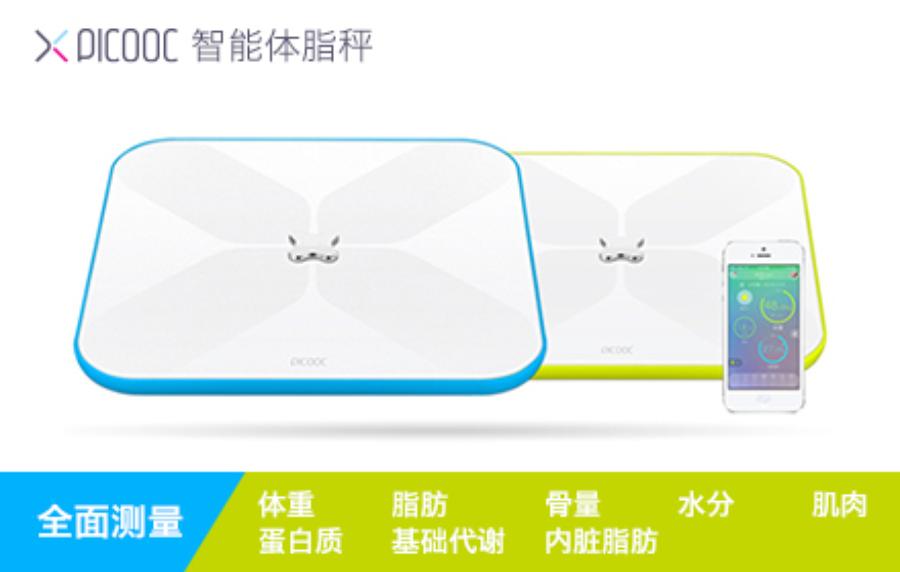 PICOOC 智能体脂秤
PICOOC
PICOOC
全面测量
体重 脂肪 骨量 水分 肌肉
蛋白质 基础代谢 内脏脂肪